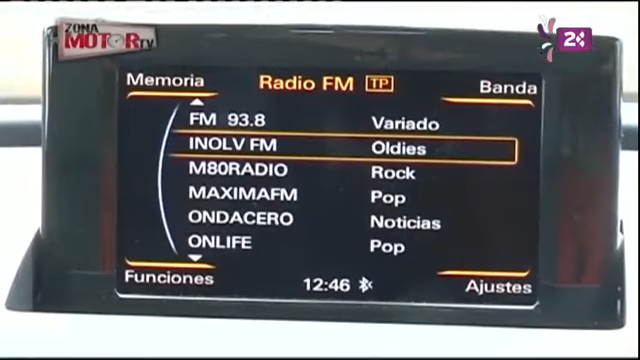 ZONA
MOTOR TV
24
Memoria
Radio FM TP
Banda
FM 93.8 Variado
INOLV FM Oldies
M80RADIO Rock
MAXIMAFM Pop
ONDACERO Noticias
ONLIFE Pop
Funciones
12:46
Ajustes